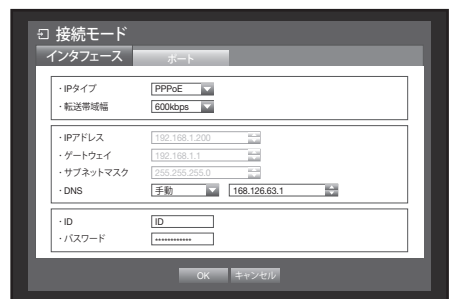 接続モード
インタフェース ポート
・IPタイプ PPPoE
・転送帯域幅 600kbps
・IPアドレス 192.168.1.200
・ゲートウェイ 192.168.1.1
・サブネットマスク 255.255.255.0
・DNS 手動 168.126.63.1
・ID ID
・パスワード ************
OK キャンセル